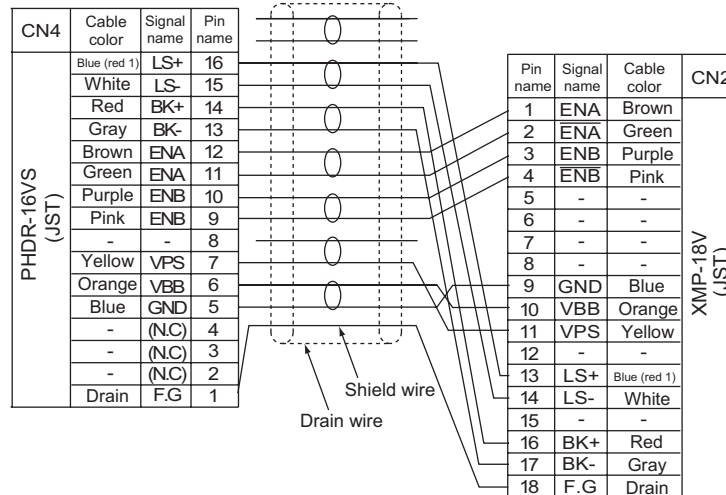 CN4 Cable color Signal name Pin name
Blue (red 1) LS+ 16
White LS- 15
Red BK+ 14
Gray BK- 13
Brown ENA 12
Green ENA 11
Purple ENB 10
Pink ENB 9
- - 8
Yellow VPS 7
Orange VBB 6
Blue GND 5
- (N.C) 4
- (N.C) 3
- (N.C) 2
Drain F.G 1
PHDR-16VS
(JST)
Shield wire
Drain wire
Pin name Signal name Cable color CN2
1 ENA Brown
2 E̅N̅A̅ Green
3 ENB Purple
4 E̅N̅B̅ Pink
5 - -
6 - -
7 - -
8 - -
9 GND Blue
10 VBB Orange
11 VPS Yellow
12 - -
13 LS+ Blue (red 1)
14 LS- White
15 - -
16 BK+ Red
17 BK- Gray
18 F.G Drain
XMP-18V
(JST)